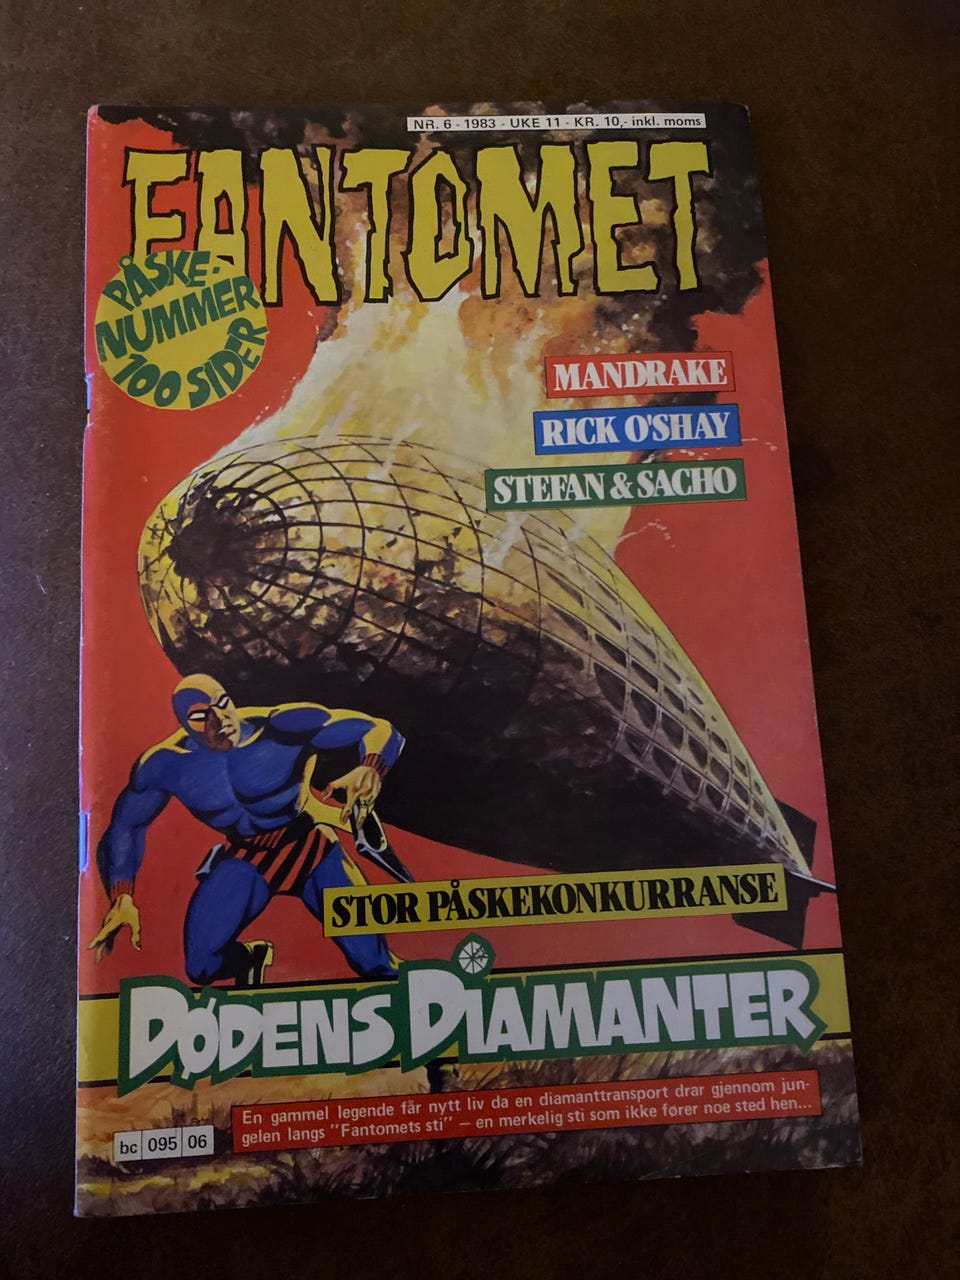 NR. 6 - 1983 - UKE 11 - KR. 10,- inkl. moms
FANTOMET
PÅSKE-
NUMMER
100 SIDER
MANDRAKE
RICK O'SHAY
STEFAN & SACHO
STOR PÅSKEKONKURRANSE
DØDENS DIAMANTER
En gammel legende får nytt liv da en diamanttransport drar gjennom jun-
gelen langs "Fantomets sti" – en merkelig sti som ikke fører noe sted hen...
bc 095 06